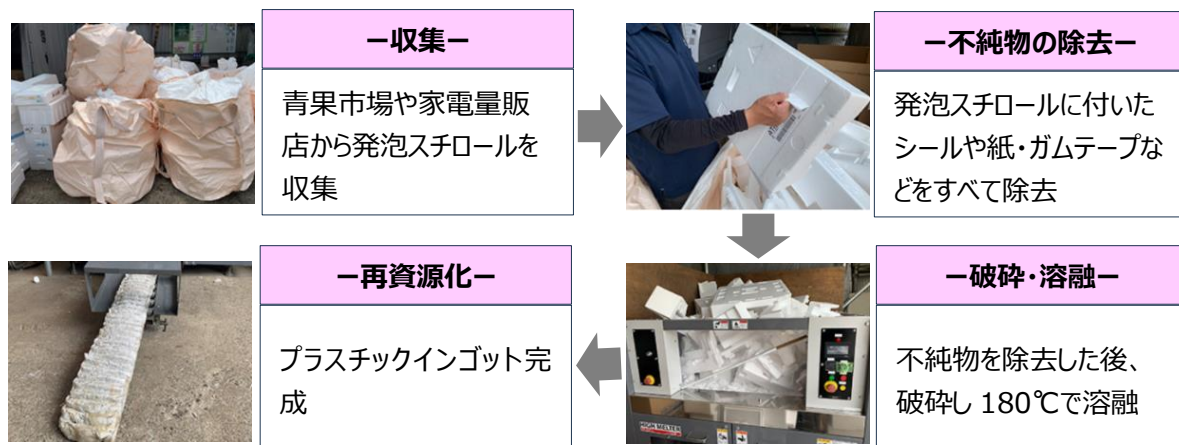 ー収集ー
青果市場や家電量販
店から発泡スチロールを
収集
ー不純物の除去ー
発泡スチロールに付いた
シールや紙・ガムテープな
どをすべて除去
ー破砕・溶融ー
不純物を除去した後、
破砕し 180℃で溶融
HIGH MELTER
ー再資源化ー
プラスチックインゴット完
成